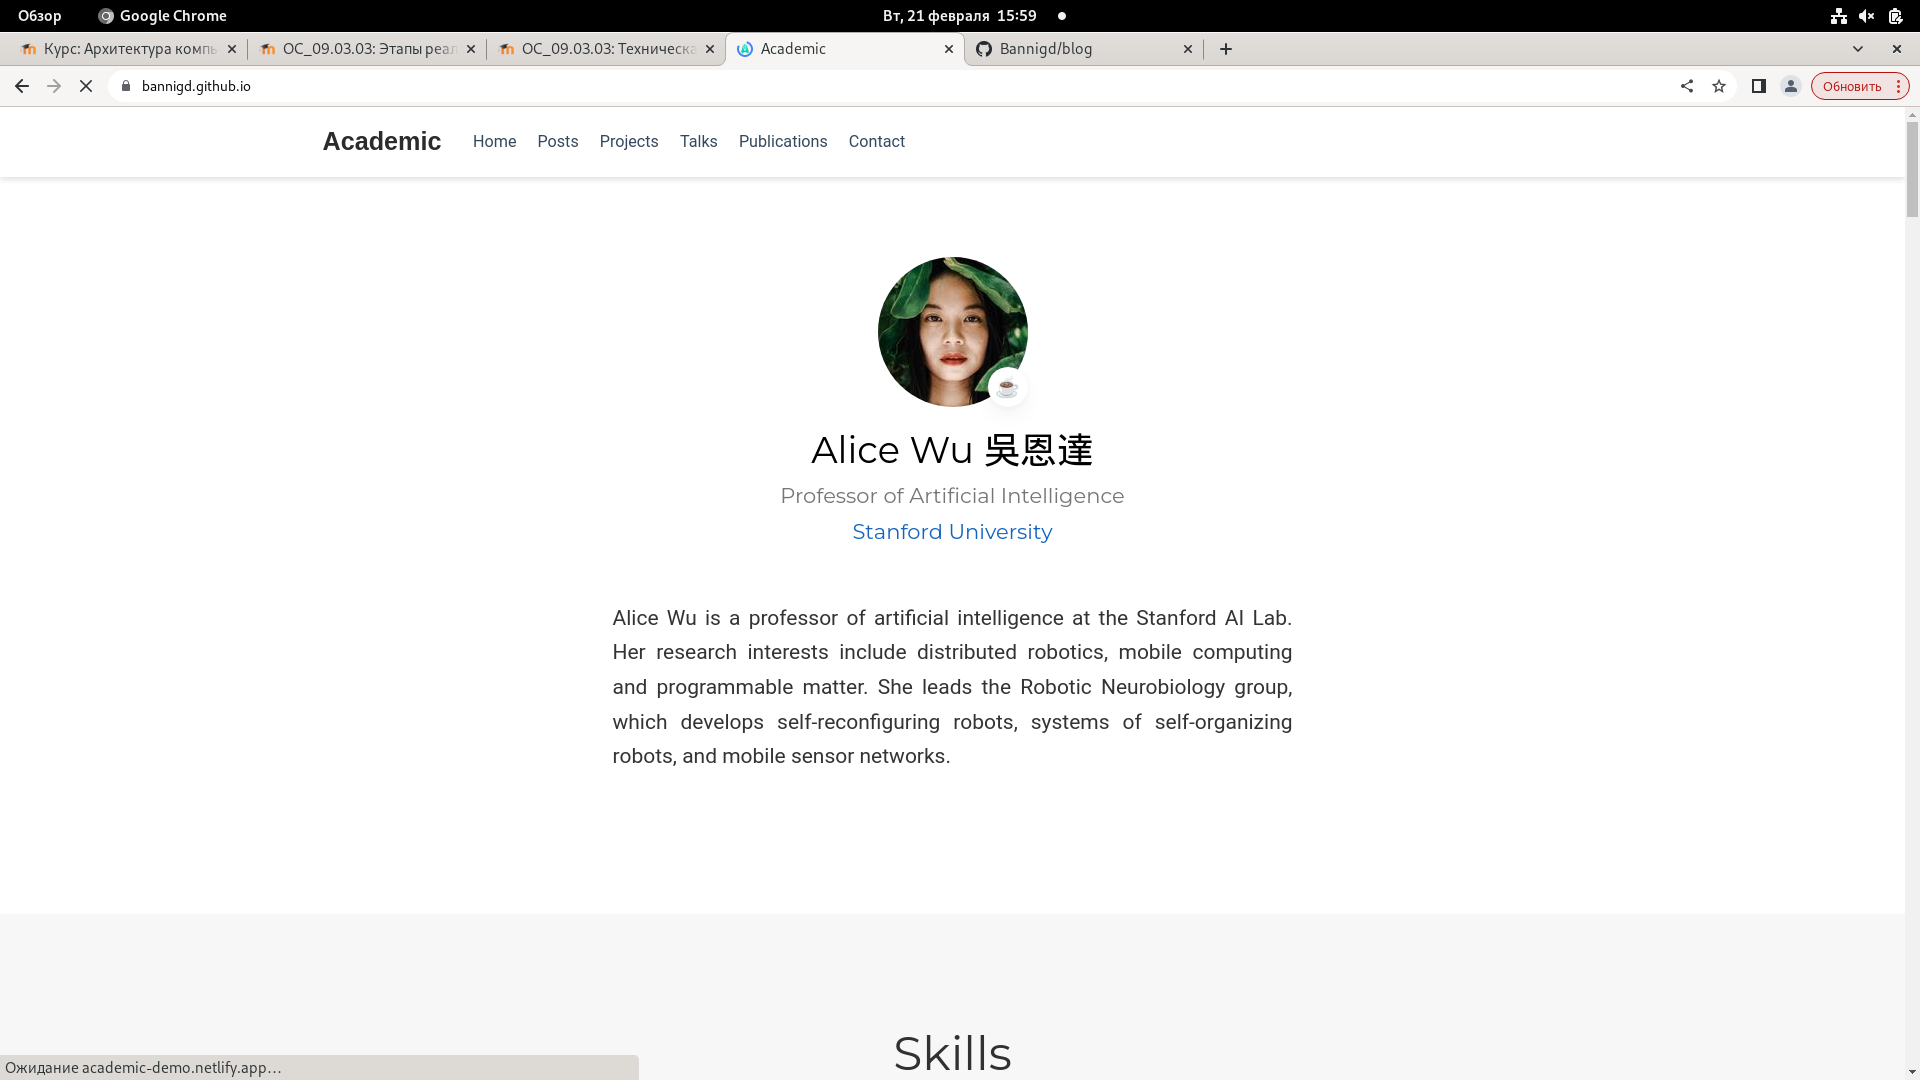 Обзор
Google Chrome
Вт, 21 февраля 15:59
Курс: Архитектура компь
ОС_09.03.03: Этапы реал
ОС_09.03.03: Техническа
Academic
Bannigd/blog
bannigd.github.io
Обновить
Academic
Home
Posts
Projects
Talks
Publications
Contact
Alice Wu 吳恩達
Professor of Artificial Intelligence
Stanford University
Alice Wu is a professor of artificial intelligence at the Stanford AI Lab.
Her research interests include distributed robotics, mobile computing
and programmable matter. She leads the Robotic Neurobiology group,
which develops self-reconfiguring robots, systems of self-organizing
robots, and mobile sensor networks.
Skills
Ожидание academic-demo.netlify.app…